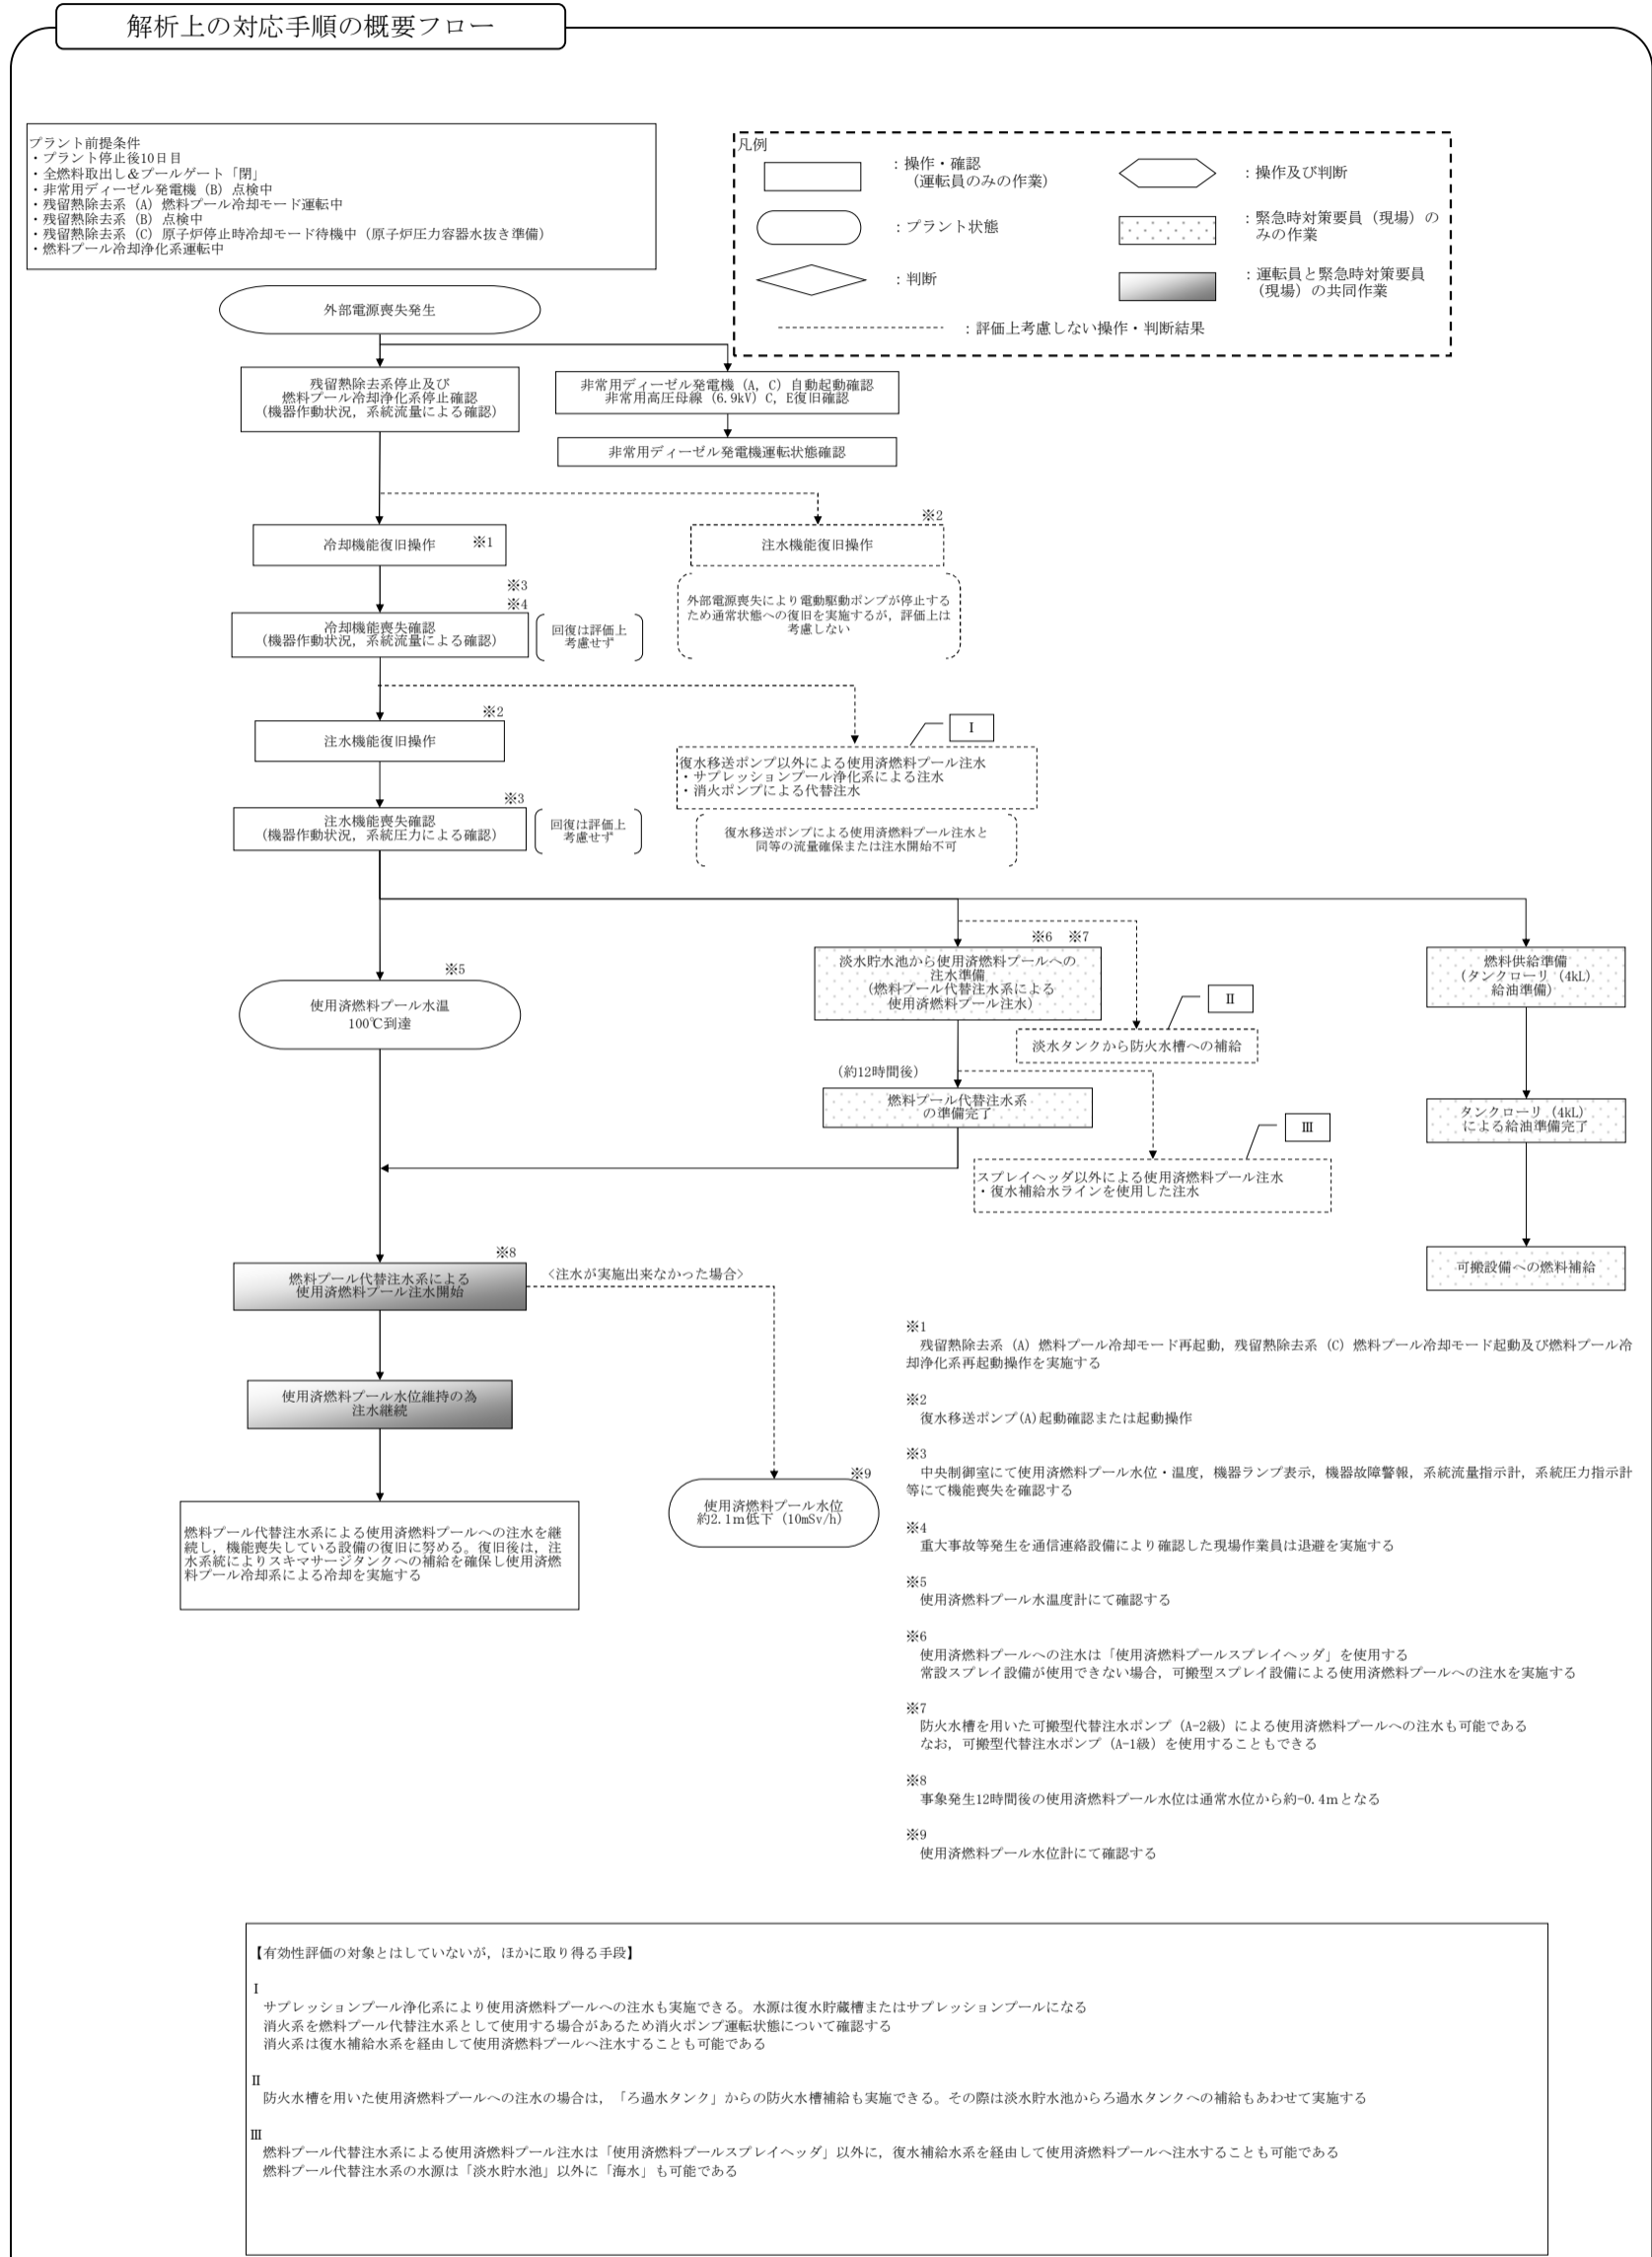 解析上の対応手順の概要フロー
プラント前提条件
・プラント停止後10日目
・全燃料取出し＆プールゲート「閉」
・非常用ディーゼル発電機（B）点検中
・残留熱除去系（A）燃料プール冷却モード運転中
・残留熱除去系（B）点検中
・残留熱除去系（C）原子炉停止時冷却モード待機中（原子炉圧力容器水抜き準備）
・燃料プール冷却浄化系運転中
凡例
：操作・確認
（運転員のみの作業）
：操作及び判断
：プラント状態
：緊急時対策要員（現場）の
みの作業
：判断
：運転員と緊急時対策要員
（現場）の共同作業
：評価上考慮しない操作・判断結果
外部電源喪失発生
残留熱除去系停止及び
燃料プール冷却浄化系停止確認
（機器作動状況，系統流量による確認）
非常用ディーゼル発電機（A，C）自動起動確認
非常用高圧母線（6.9kV）C，E復旧確認
非常用ディーゼル発電機運転状態確認
冷却機能復旧操作 ※1
※2
注水機能復旧操作
外部電源喪失により電動駆動ポンプが停止する
ため通常状態への復旧を実施するが，評価上は
考慮しない
※3
※4
冷却機能喪失確認
（機器作動状況，系統流量による確認）
回復は評価上
考慮せず
※2
注水機能復旧操作
Ⅰ
復水移送ポンプ以外による使用済燃料プール注水
・サプレッションプール浄化系による注水
・消火ポンプによる代替注水
復水移送ポンプによる使用済燃料プール注水と
同等の流量確保または注水開始不可
※3
注水機能喪失確認
（機器作動状況，系統圧力による確認）
回復は評価上
考慮せず
※5
使用済燃料プール水温
100℃到達
※6 ※7
淡水貯水池から使用済燃料プールへの
注水準備
（燃料プール代替注水系による
使用済燃料プール注水）
Ⅱ
淡水タンクから防火水槽への補給
燃料供給準備
（タンクローリ（4kL）
給油準備）
（約12時間後）
燃料プール代替注水系
の準備完了
Ⅲ
スプレイヘッダ以外による使用済燃料プール注水
・復水補給水ラインを使用した注水
タンクローリ（4kL）
による給油準備完了
可搬設備への燃料補給
※8
燃料プール代替注水系による
使用済燃料プール注水開始
＜注水が実施出来なかった場合＞
使用済燃料プール水位維持の為
注水継続
※9
使用済燃料プール水位
約2.1m低下（10mSv/h）
燃料プール代替注水系による使用済燃料プールへの注水を継
続し，機能喪失している設備の復旧に努める。復旧後は，注
水系統によりスキマサージタンクへの補給を確保し使用済燃
料プール冷却系による冷却を実施する
※1
残留熱除去系（A）燃料プール冷却モード再起動，残留熱除去系（C）燃料プール冷却モード起動及び燃料プール冷
却浄化系再起動操作を実施する
※2
復水移送ポンプ(A)起動確認または起動操作
※3
中央制御室にて使用済燃料プール水位・温度，機器ランプ表示，機器故障警報，系統流量指示計，系統圧力指示計
等にて機能喪失を確認する
※4
重大事故等発生を通信連絡設備により確認した現場作業員は退避を実施する
※5
使用済燃料プール水温度計にて確認する
※6
使用済燃料プールへの注水は「使用済燃料プールスプレイヘッダ」を使用する
常設スプレイ設備が使用できない場合，可搬型スプレイ設備による使用済燃料プールへの注水を実施する
※7
防火水槽を用いた可搬型代替注水ポンプ（A-2級）による使用済燃料プールへの注水も可能である
なお，可搬型代替注水ポンプ（A-1級）を使用することもできる
※8
事象発生12時間後の使用済燃料プール水位は通常水位から約-0.4mとなる
※9
使用済燃料プール水位計にて確認する
【有効性評価の対象とはしていないが，ほかに取り得る手段】
Ⅰ
サプレッションプール浄化系により使用済燃料プールへの注水も実施できる。水源は復水貯蔵槽またはサプレッションプールになる
消火系を燃料プール代替注水系として使用する場合があるため消火ポンプ運転状態について確認する
消火系は復水補給水系を経由して使用済燃料プールへ注水することも可能である
Ⅱ
防火水槽を用いた使用済燃料プールへの注水の場合は，「ろ過水タンク」からの防火水槽補給も実施できる。その際は淡水貯水池からろ過水タンクへの補給もあわせて実施する
Ⅲ
燃料プール代替注水系による使用済燃料プール注水は「使用済燃料プールスプレイヘッダ」以外に，復水補給水系を経由して使用済燃料プールへ注水することも可能である
燃料プール代替注水系の水源は「淡水貯水池」以外に「海水」も可能である